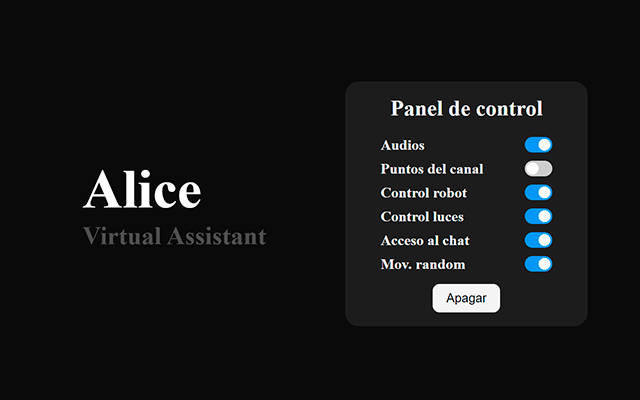 Alice
Virtual Assistant
Panel de control
Audios
Puntos del canal
Control robot
Control luces
Acceso al chat
Mov. random
Apagar